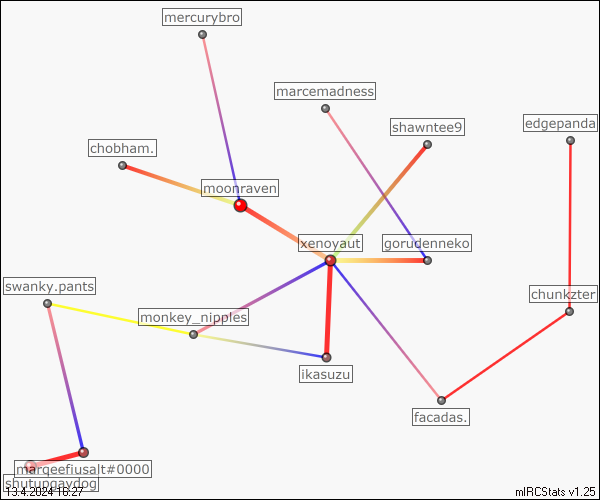 mercurybro
marcemadness
shawntee9
edgepanda
chobham.
moonraven
xenoyaut
gorudenneko
swanky.pants
chunkzter
monkey_nipples
ikasuzu
facadas.
marqeefiusalt#0000
shutupgaydog
13.4.2024 16:27
mIRCStats v1.25